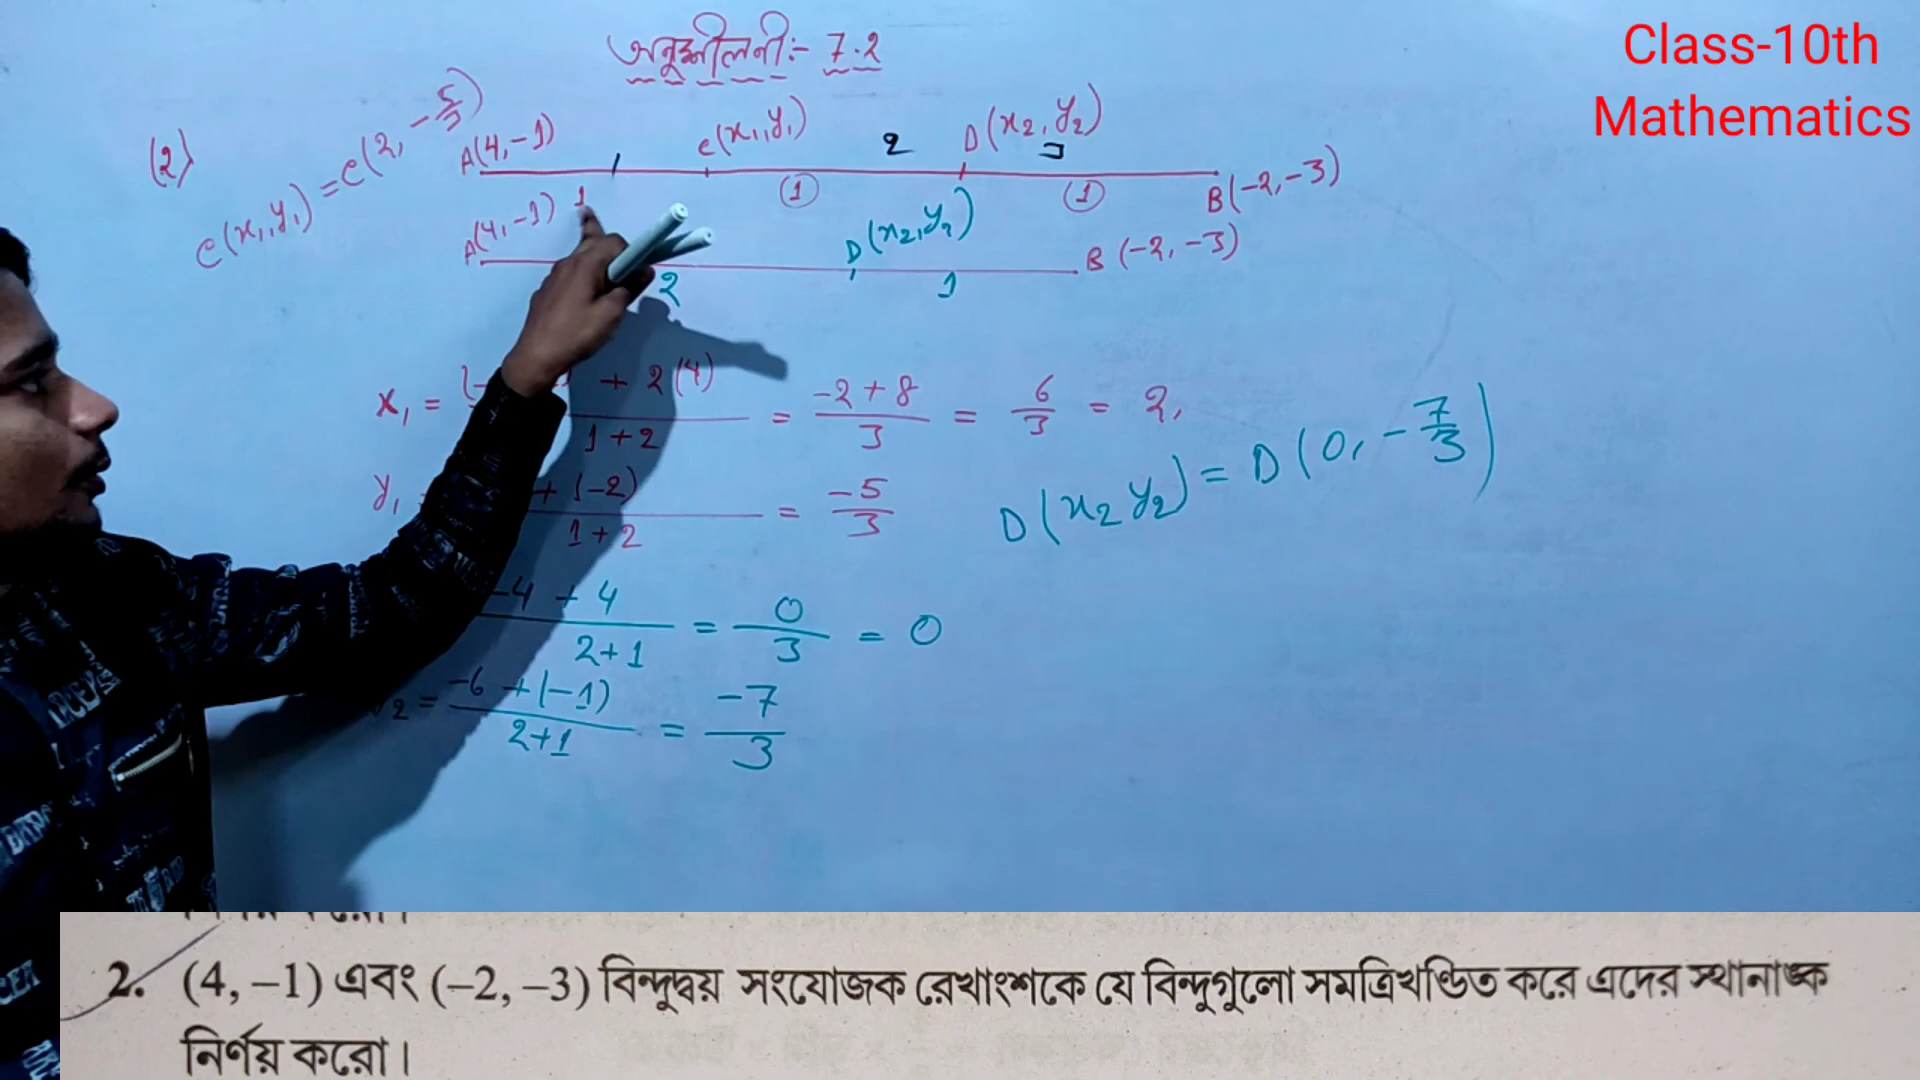 Class-10th
Mathematics
অনুশীলনী:- 7.2
(2)
C(x₁, y₁) = C(2, -5/3)
A(4, -1) C(x₁, y₁) 2 D(x₂, y₂)
1 (1) (1) B(-2, -3)
A(4, -1) D(x₂, y₂) B(-2, -3)
2 1
x₁ = + 2(4) / 1+2 = -2+8 / 3 = 6/3 = 2,
y₁ + (-2) / 1+2 = -5/3
D(x₂ y₂) = D(0, -7/3)
-4 + 4 / 2+1 = 0/3 = 0
₂ = -6 + (-1) / 2+1 = -7/3
2. (4, –1) এবং (–2, –3) বিন্দুদ্বয় সংযোজক রেখাংশকে যে বিন্দুগুলো সমত্রিখণ্ডিত করে এদের স্থানাঙ্ক
নির্ণয় করো।